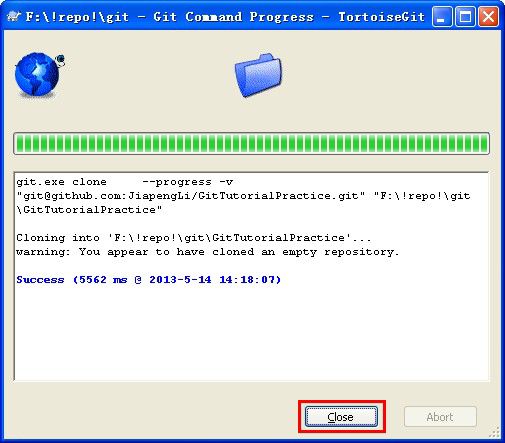 F:\!repo!\git - Git Command Progress - TortoiseGit
git.exe clone     --progress -v
"git@github.com:JiapengLi/GitTutorialPractice.git" "F:\!repo!\git
\GitTutorialPractice"
Cloning into 'F:\!repo!\git\GitTutorialPractice'...
warning: You appear to have cloned an empty repository.
Success (5562 ms @ 2013-5-14 14:18:07)
Close
Abort